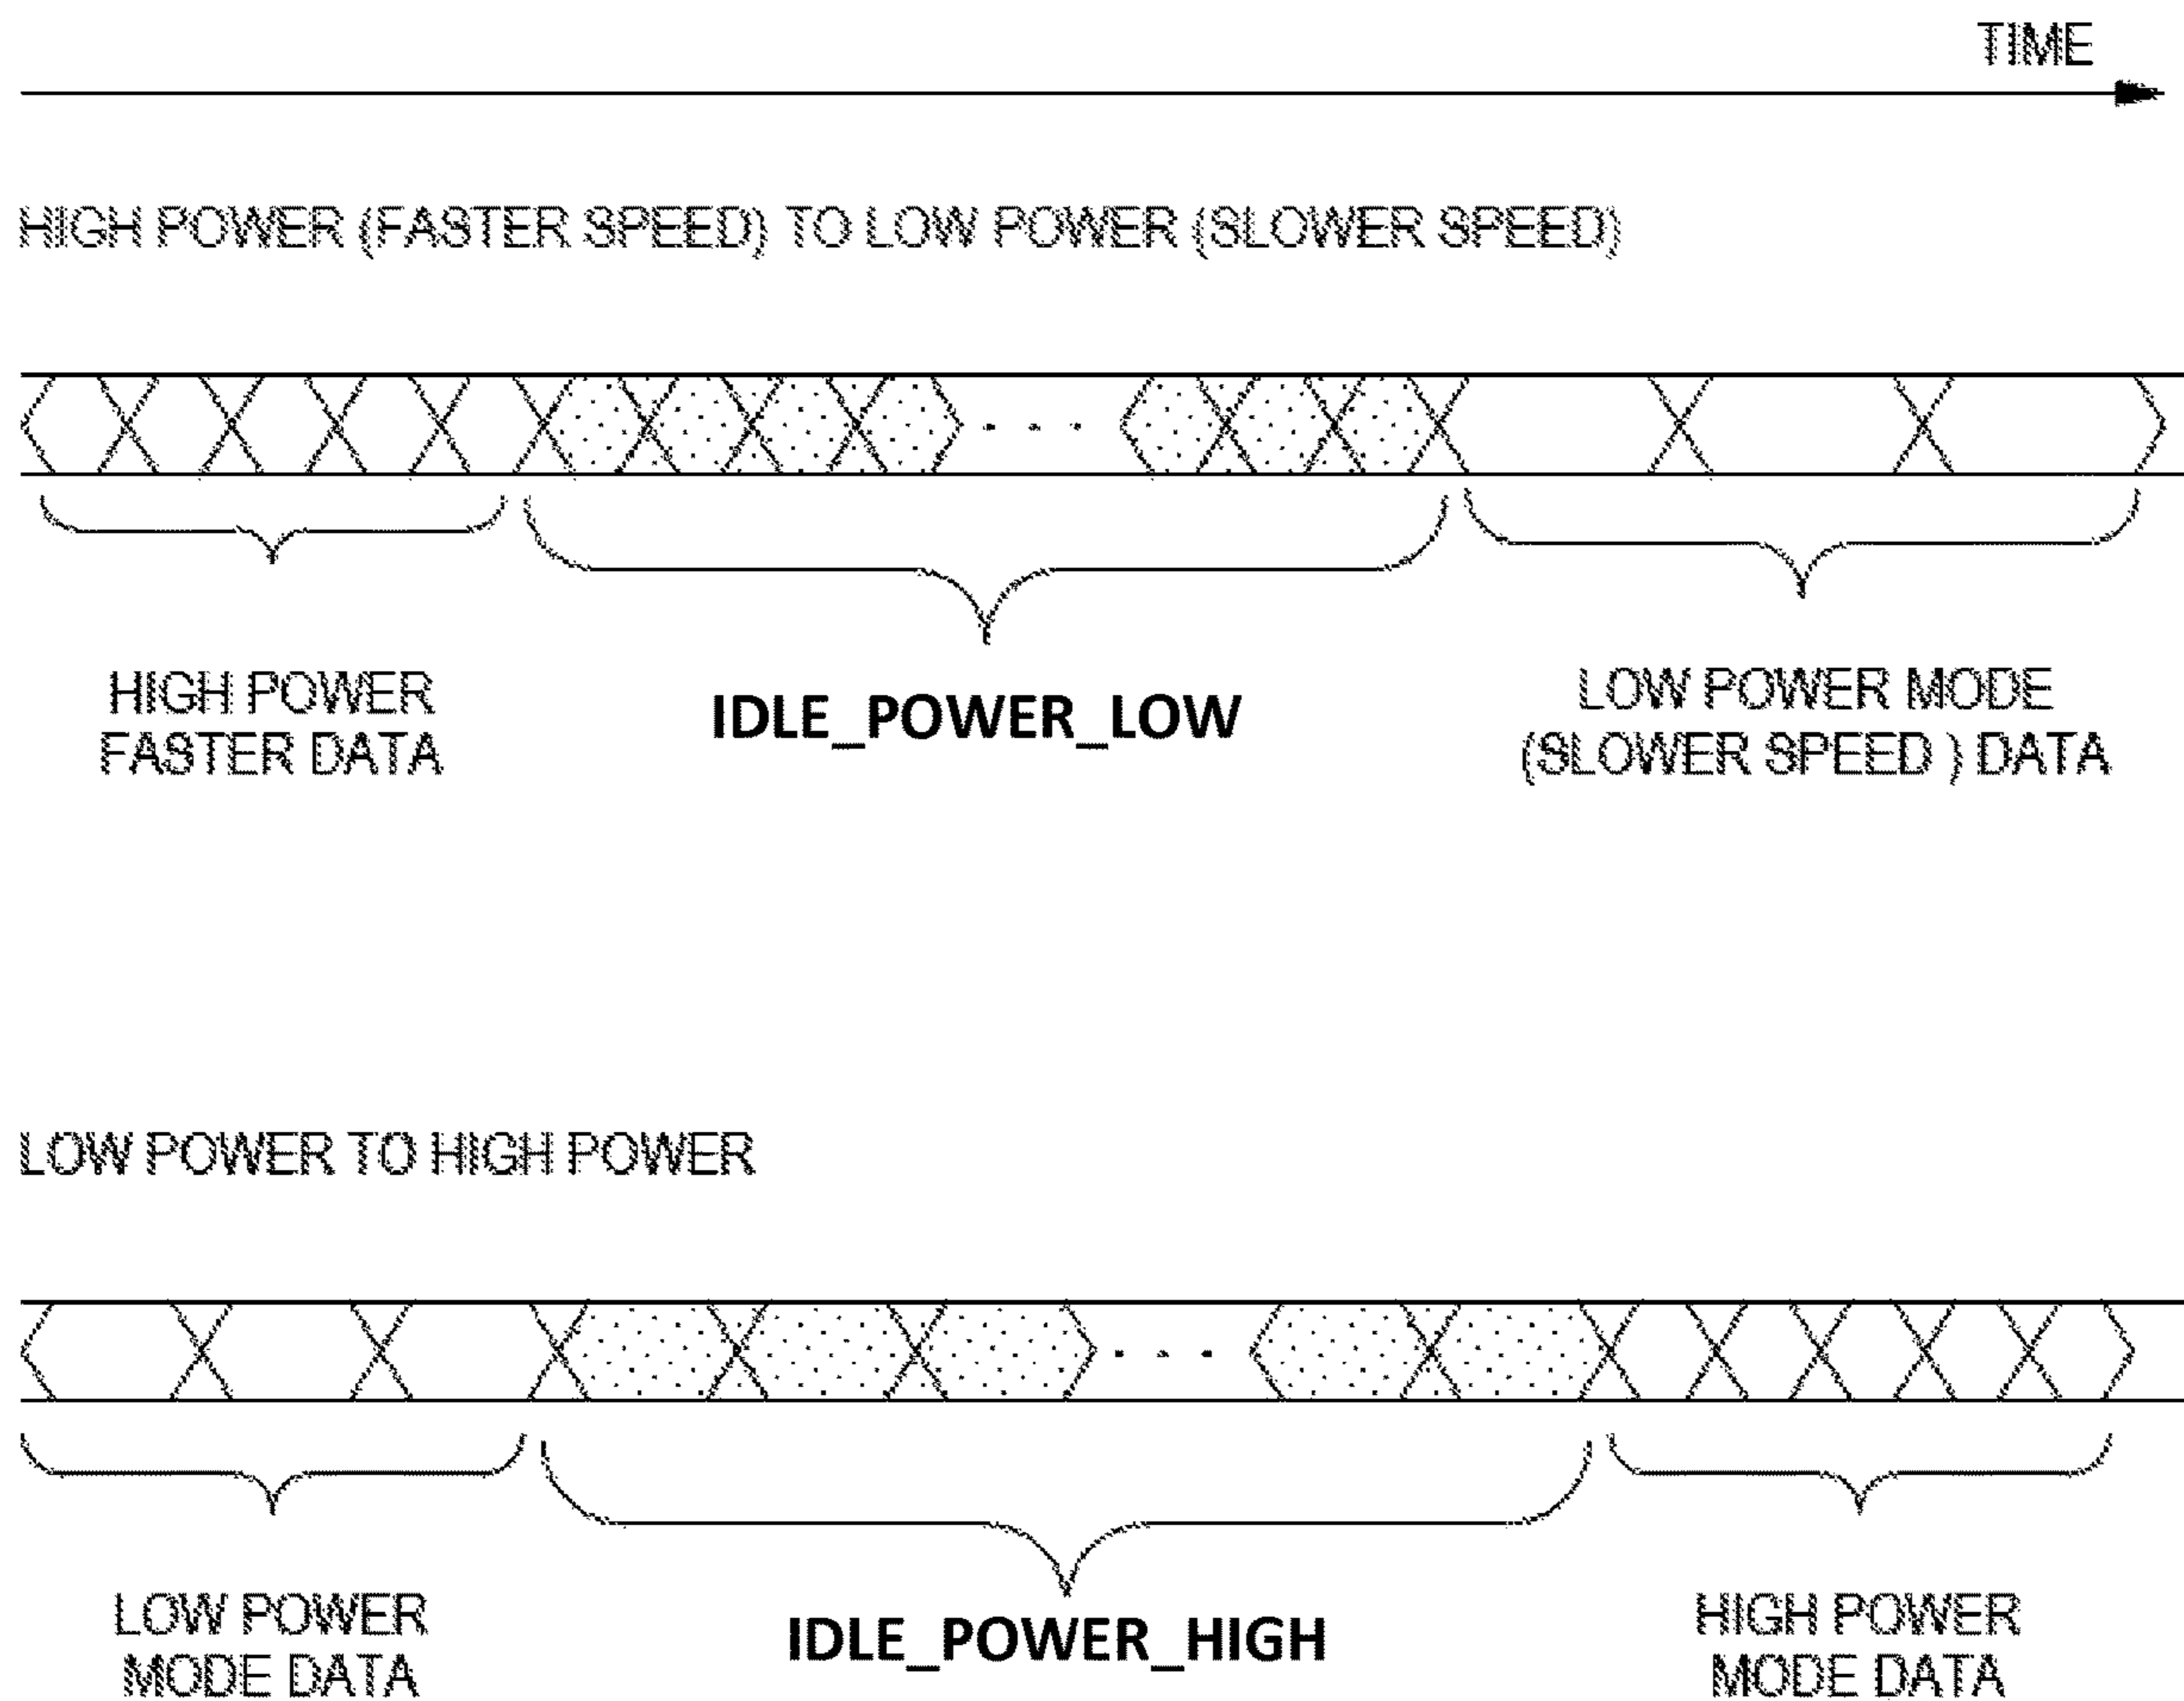 TIME
HIGH POWER (FASTER SPEED) TO LOW POWER (SLOWER SPEED)
HIGH POWER
FASTER DATA
IDLE_POWER_LOW
LOW POWER MODE
(SLOWER SPEED ) DATA
LOW POWER TO HIGH POWER
LOW POWER
MODE DATA
IDLE_POWER_HIGH
HIGH POWER
MODE DATA